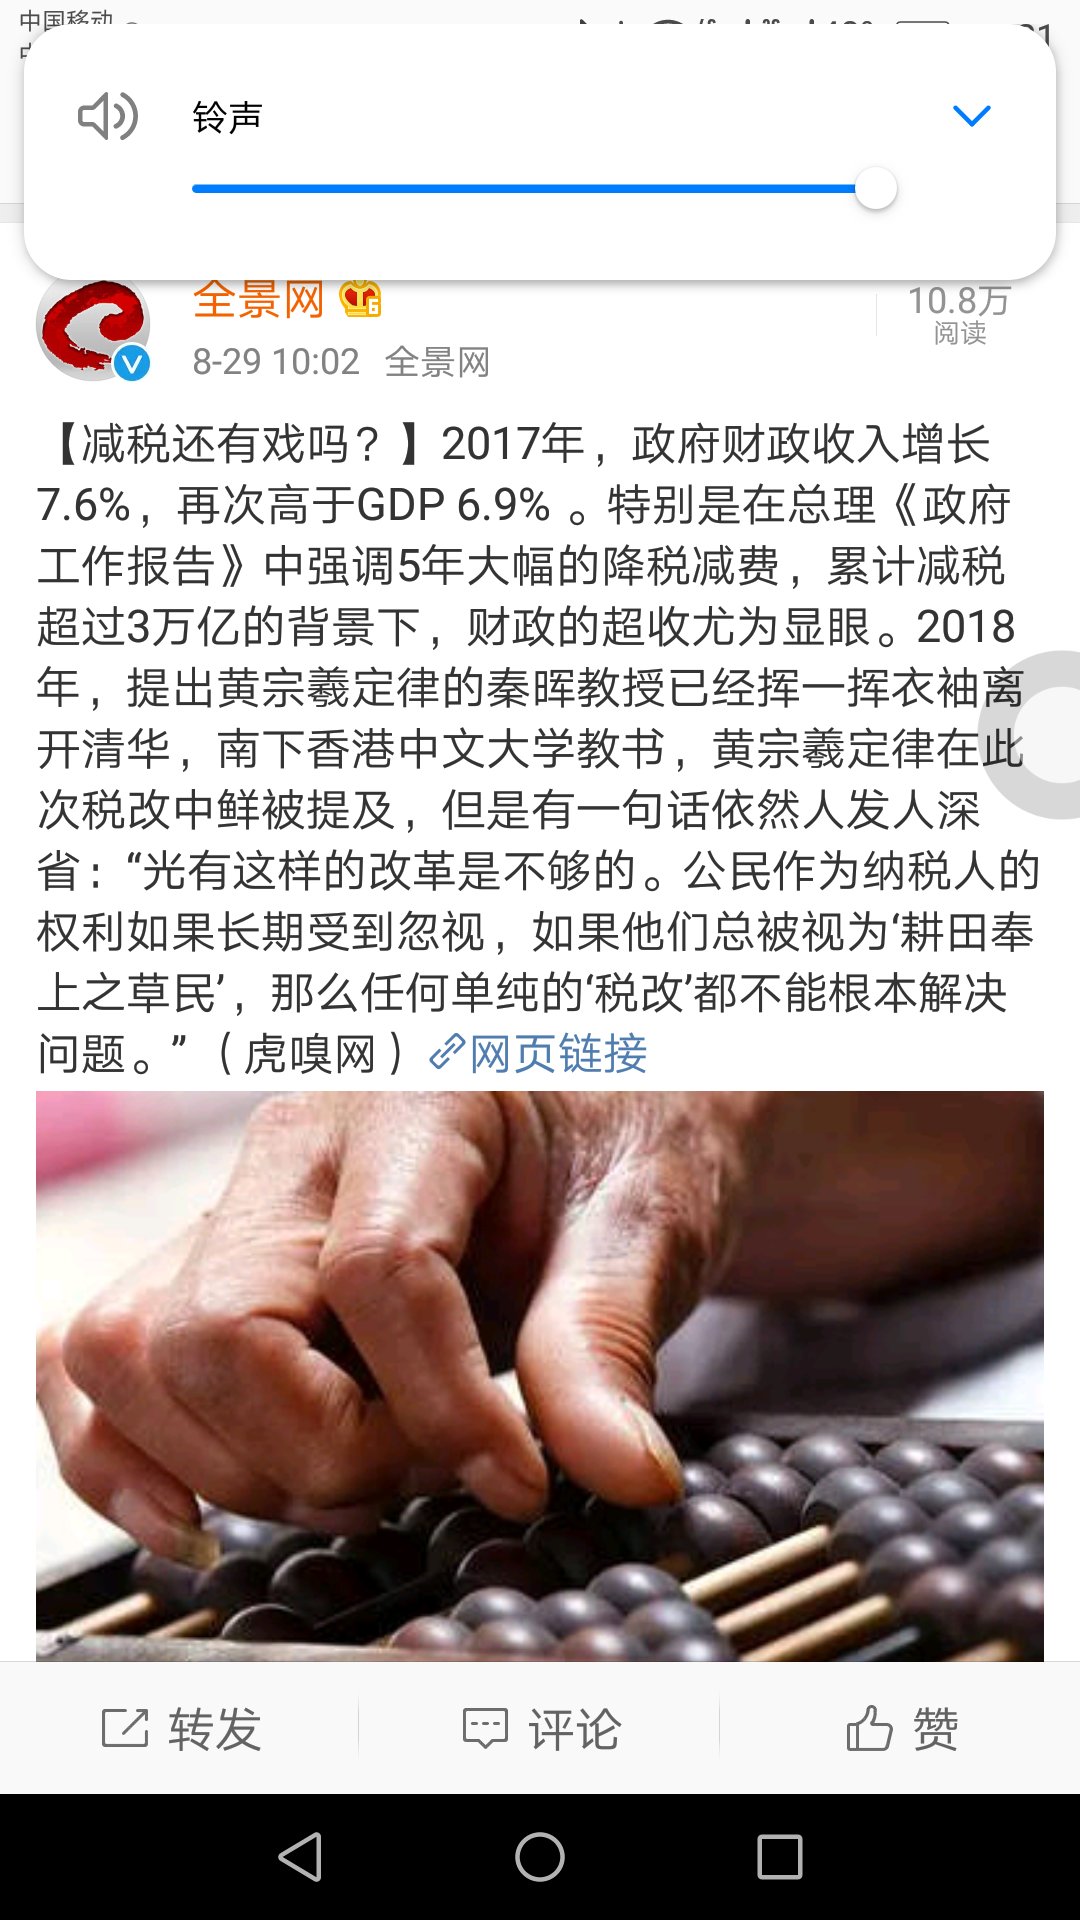 中国移动
铃声
全景网
6
10.8万
阅读
8-29 10:02 全景网
【减税还有戏吗？】2017年，政府财政收入增长
7.6%，再次高于GDP 6.9% 。特别是在总理《政府
工作报告》中强调5年大幅的降税减费，累计减税
超过3万亿的背景下，财政的超收尤为显眼。2018
年，提出黄宗羲定律的秦晖教授已经挥一挥衣袖离
开清华，南下香港中文大学教书，黄宗羲定律在此
次税改中鲜被提及，但是有一句话依然人发人深
省：“光有这样的改革是不够的。公民作为纳税人的
权利如果长期受到忽视，如果他们总被视为‘耕田奉
上之草民’，那么任何单纯的‘税改’都不能根本解决
问题。”（虎嗅网）网页链接
转发
评论
赞